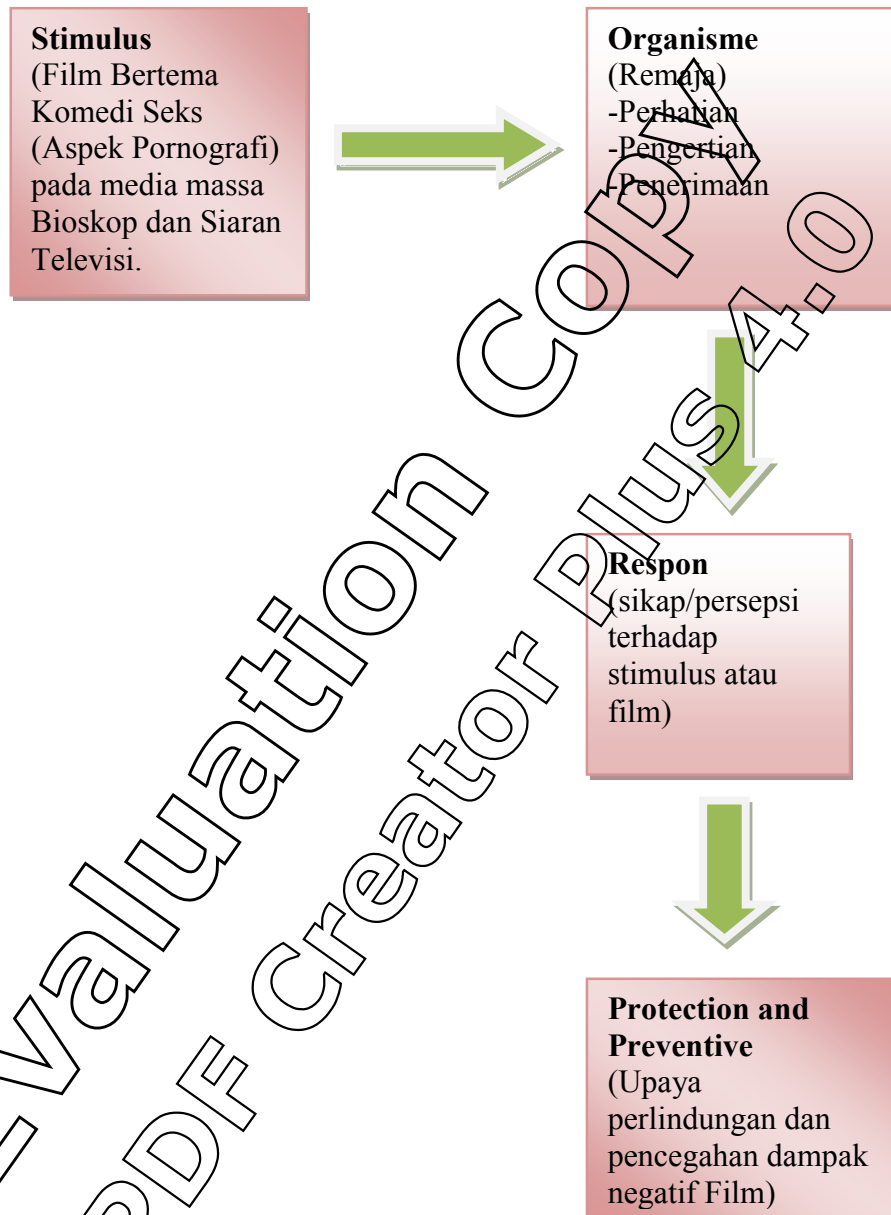 Stimulus
(Film Bertema
Komedi Seks
(Aspek Pornografi)
pada media massa
Bioskop dan Siaran
Televisi.
Organisme
(Remaja)
-Perhatian
-Pengertian
-Penerimaan
Respon
(sikap/persepsi
terhadap
stimulus atau
film)
Protection and
Preventive
(Upaya
perlindungan dan
pencegahan dampak
negatif Film)
Evaluation Copy
PDF Creator Plus 4.0